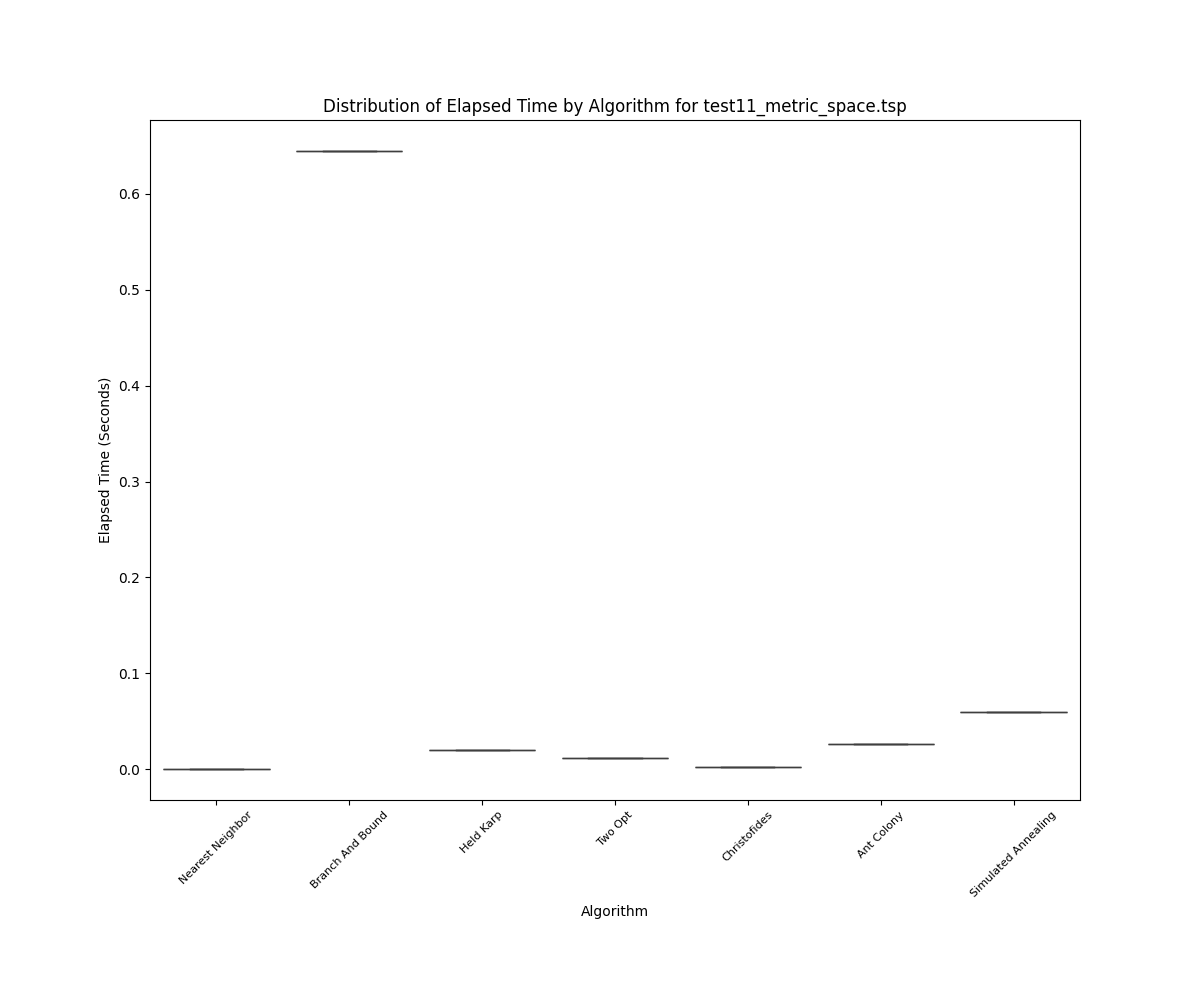 Distribution of Elapsed Time by Algorithm for test11_metric_space.tsp
Elapsed Time (Seconds)
0.6
0.5
0.4
0.3
0.2
0.1
0.0
Nearest Neighbor
Branch And Bound
Held Karp
Two Opt
Christofides
Ant Colony
Simulated Annealing
Algorithm